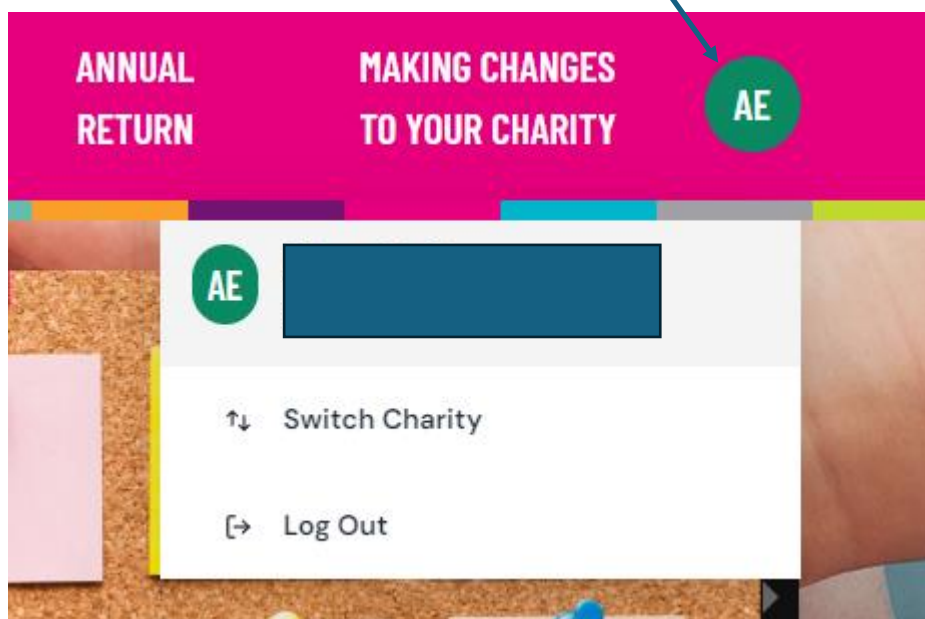 ANNUAL
RETURN
MAKING CHANGES
TO YOUR CHARITY
AE
AE
Switch Charity
Log Out